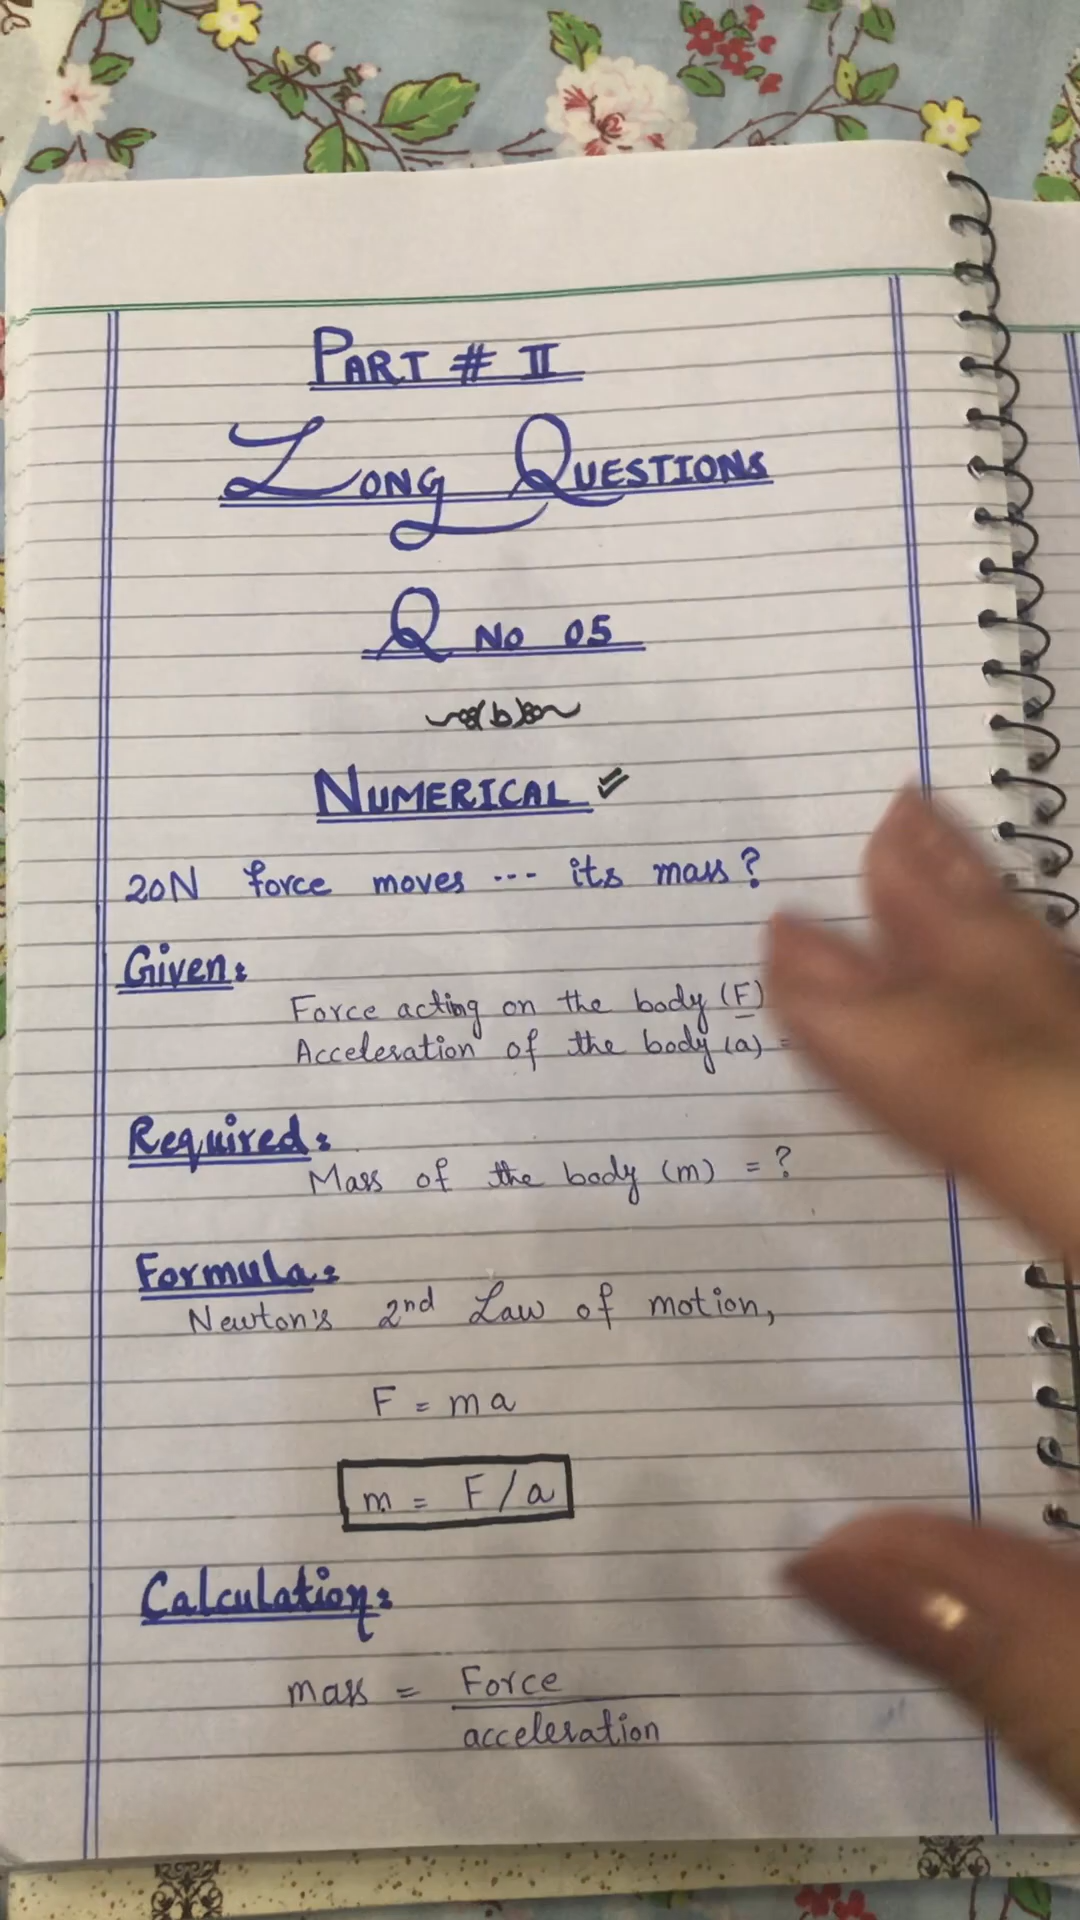 PART # II
LONG QUESTIONS
Q No 05
(b)
NUMERICAL
20N force moves --- its mass?
Given:
Force acting on the body (F)
Acceleration of the body (a) =
Required:
Mass of the body (m) = ?
Formula:
Newton's 2nd Law of motion,
F = ma
m = F/a
Calculation:
mass = Force
acceleration